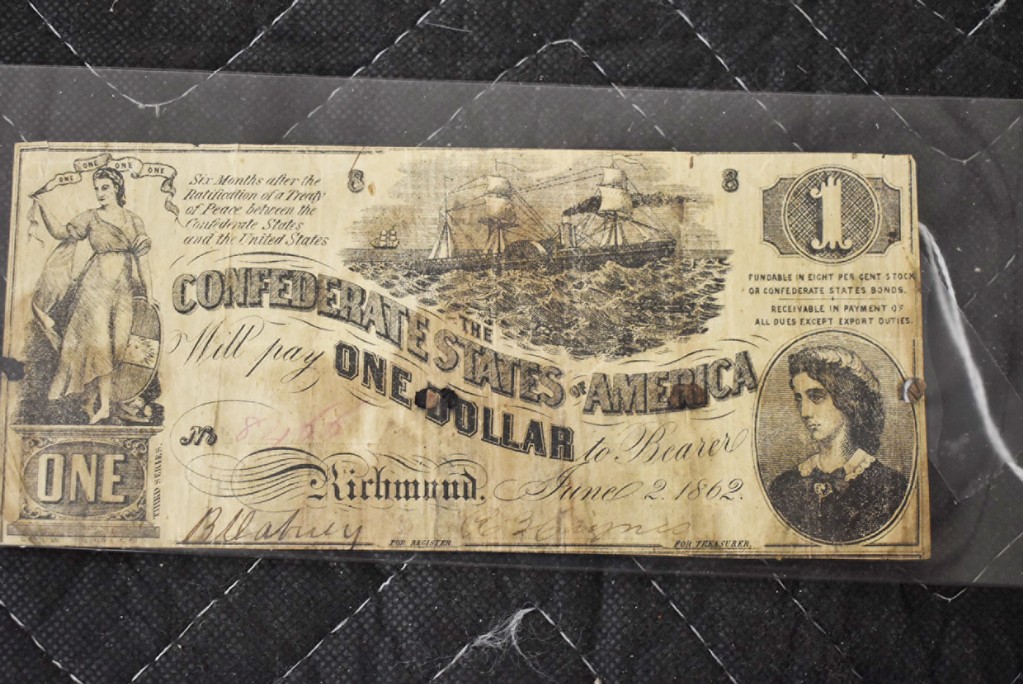 ONE ONE ONE ONE
Six Months after the
Ratification of a Treaty
of Peace between the
Confederate States
and the United States
8
8
1
FUNDABLE IN EIGHT PER CENT STOCK
OR CONFEDERATE STATES BONDS.
RECEIVABLE IN PAYMENT OF
ALL DUES EXCEPT EXPORT DUTIES.
THE
CONFEDERATE STATES OF AMERICA
Will pay ONE DOLLAR to Bearer
No
ONE
THIRD SERIES.
Richmond, June 2. 1862.
FOR REGISTER
FOR TREASURER.